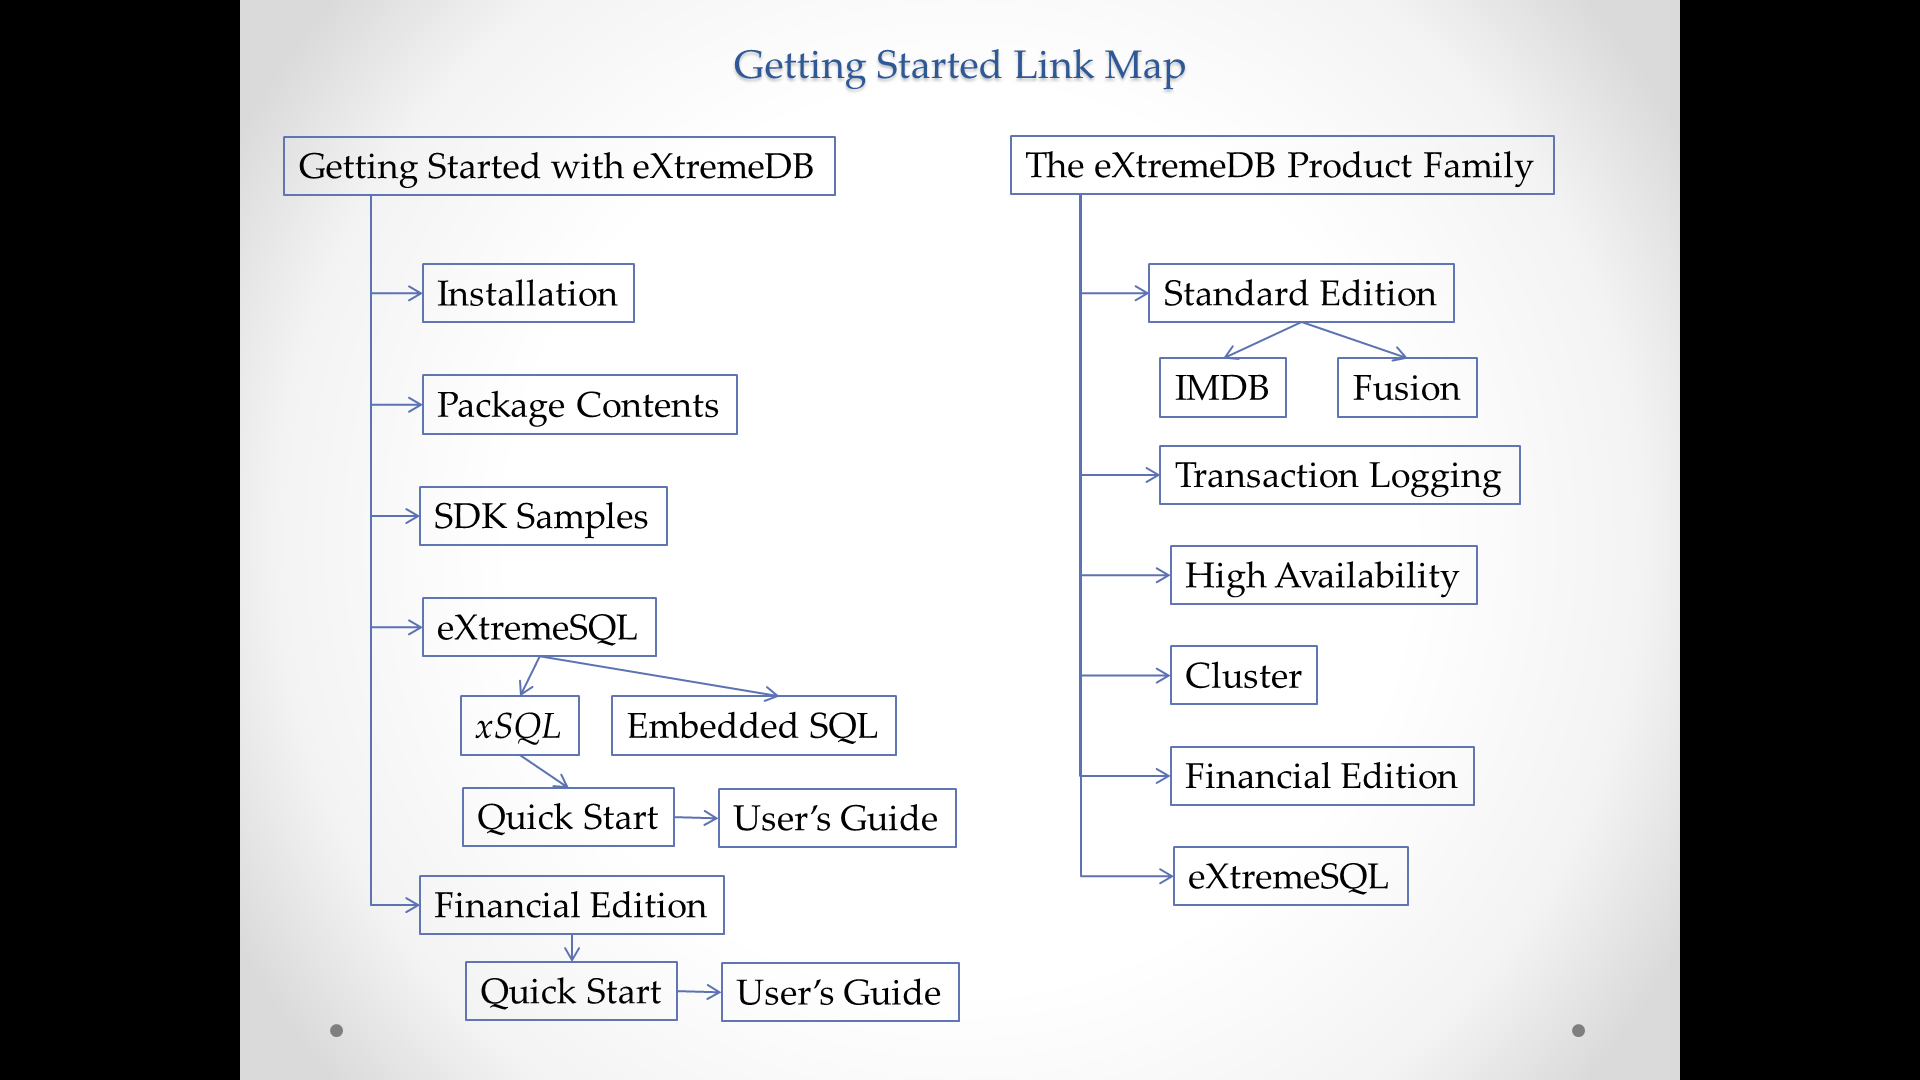 Getting Started Link Map
Getting Started with eXtremeDB
Installation
Package Contents
SDK Samples
eXtremeSQL
xSQL
Embedded SQL
Quick Start
User’s Guide
Financial Edition
Quick Start
User’s Guide
The eXtremeDB Product Family
Standard Edition
IMDB
Fusion
Transaction Logging
High Availability
Cluster
Financial Edition
eXtremeSQL